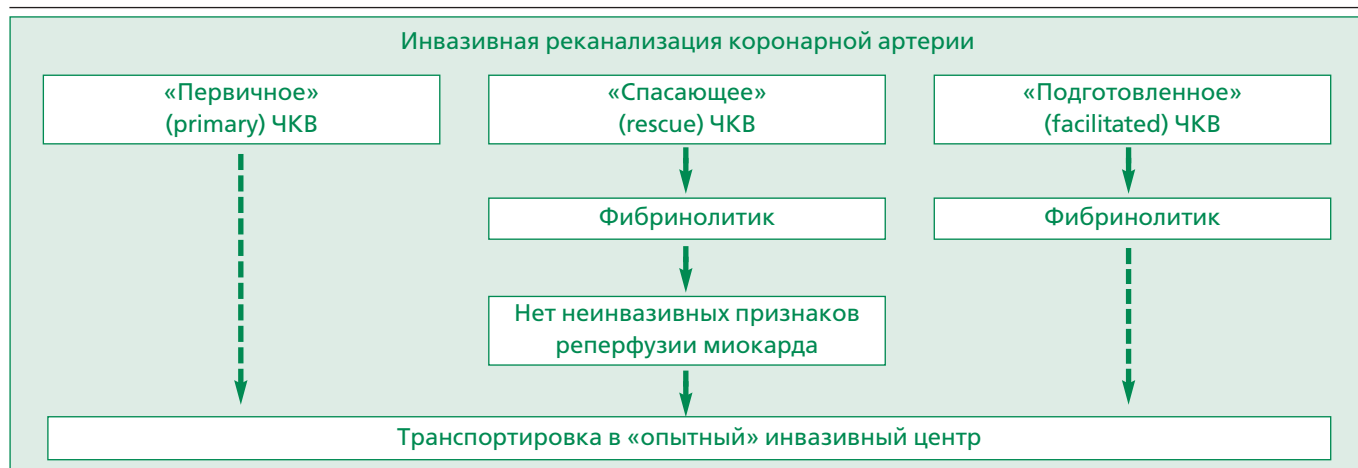 Инвазивная реканализация коронарной артерии
«Первичное»
(primary) ЧКВ
«Спасающее»
(rescue) ЧКВ
«Подготовленное»
(facilitated) ЧКВ
Фибринолитик
Фибринолитик
Нет неинвазивных признаков
реперфузии миокарда
Транспортировка в «опытный» инвазивный центр